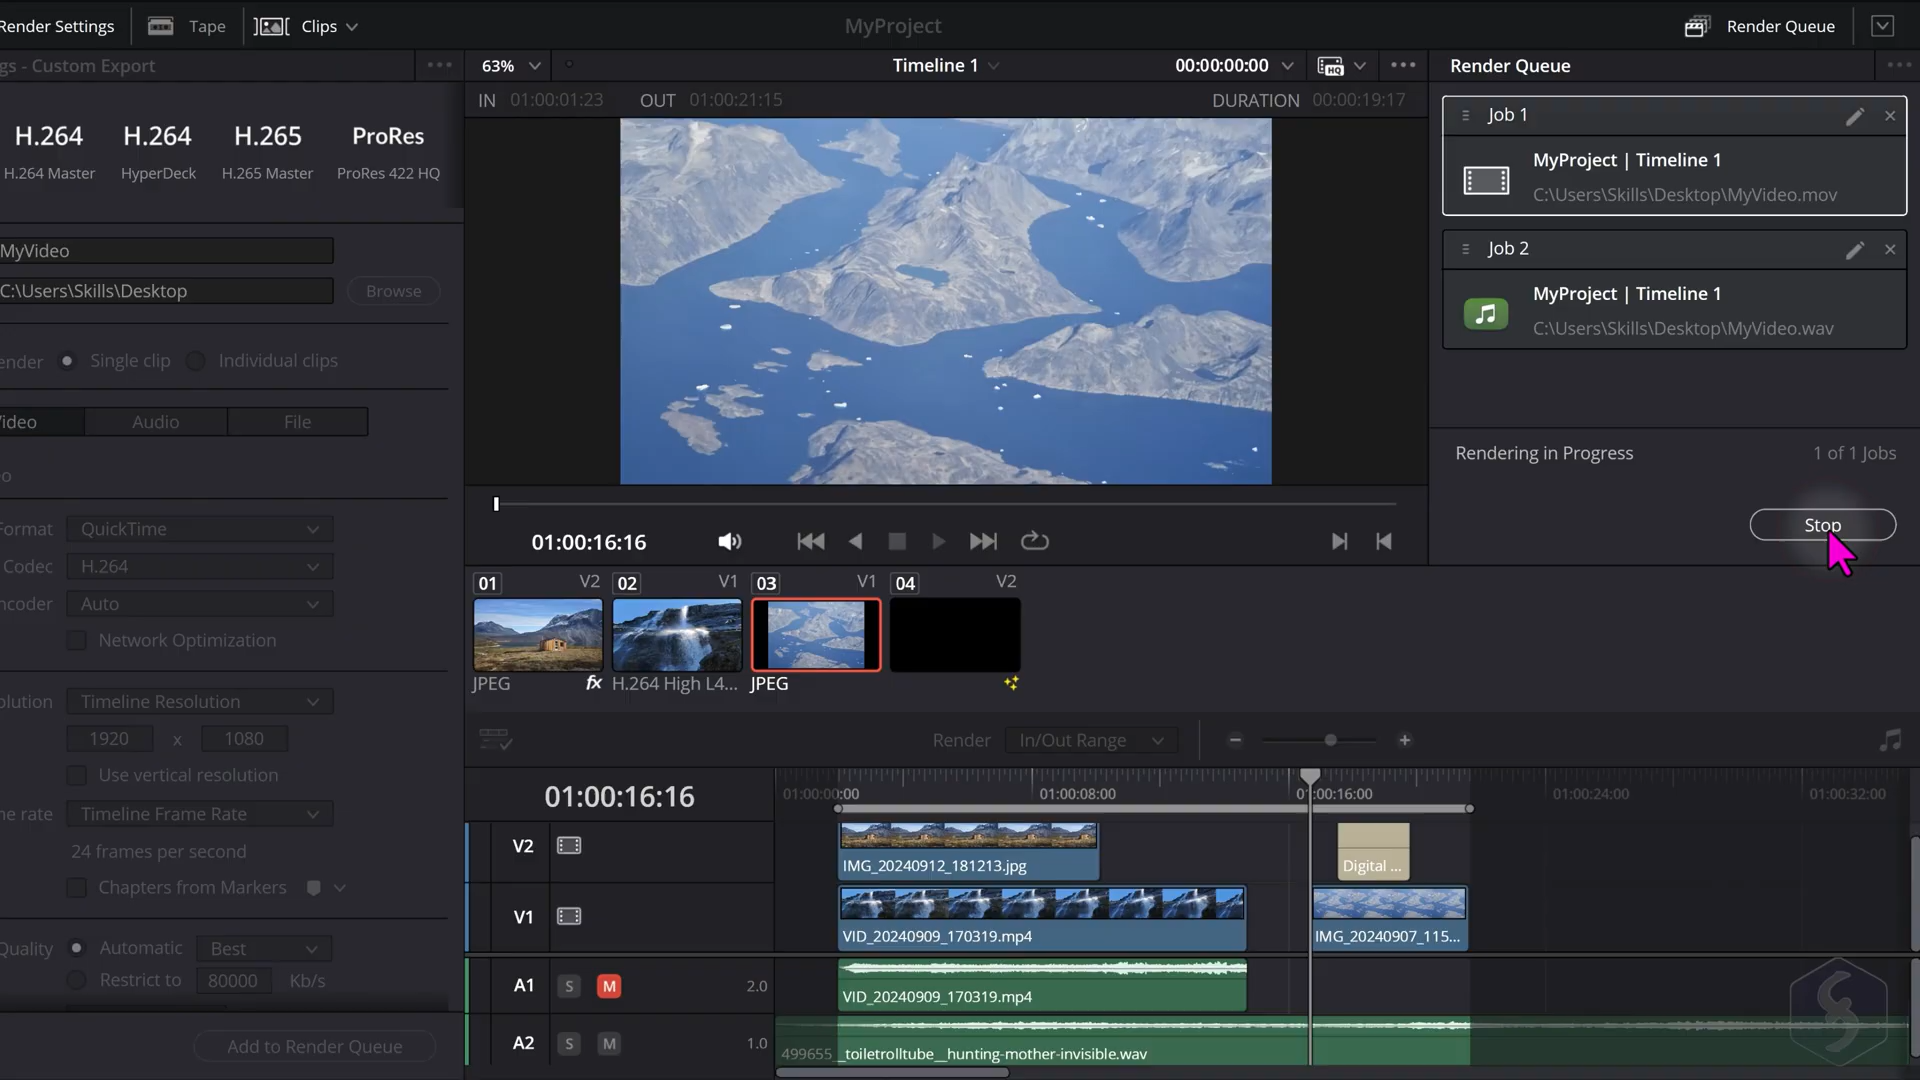 Render Settings
Tape
Clips
MyProject
Render Queue
gs - Custom Export
63%
Timeline 1
00:00:00:00
HQ
Render Queue
IN 01:00:01:23 OUT 01:00:21:15
DURATION 00:00:19:17
H.264 H.264 H.265 ProRes
H.264 Master HyperDeck H.265 Master ProRes 422 HQ
MyVideo
C:\Users\Skills\Desktop
Browse
ender Single clip Individual clips
ideo Audio File
o
Format QuickTime
Codec H.264
ncoder Auto
Network Optimization
olution Timeline Resolution
1920 x 1080
Use vertical resolution
me rate Timeline Frame Rate
24 frames per second
Chapters from Markers
Quality Automatic Best
Restrict to 80000 Kb/s
Add to Render Queue
Job 1
MyProject | Timeline 1
C:\Users\Skills\Desktop\MyVideo.mov
Job 2
MyProject | Timeline 1
C:\Users\Skills\Desktop\MyVideo.wav
Rendering in Progress 1 of 1 Jobs
Stop
01:00:16:16
01 V2 02 V1 03 V1 04 V2
JPEG fx H.264 High L4... JPEG
Render In/Out Range
01:00:16:16
01:00:00:00 01:00:08:00 01:00:16:00 01:00:24:00 01:00:32:00
V2
IMG_20240912_181213.jpg
Digital ...
V1
VID_20240909_170319.mp4
IMG_20240907_115...
A1 S M 2.0
VID_20240909_170319.mp4
A2 S M 1.0
499655__toiletrolltube__hunting-mother-invisible.wav